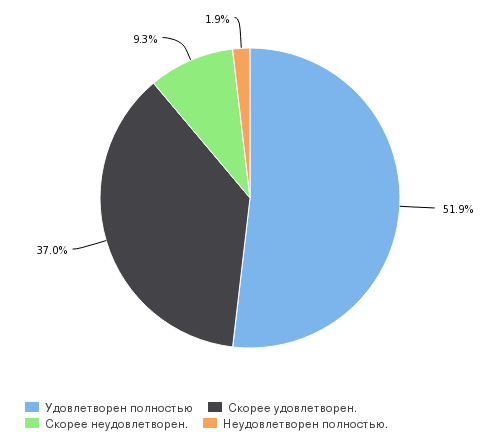 1.9%
9.3%
51.9%
37.0%
Удовлетворен полностью Скорее удовлетворен.
Скорее неудовлетворен. Неудовлетворен полностью.